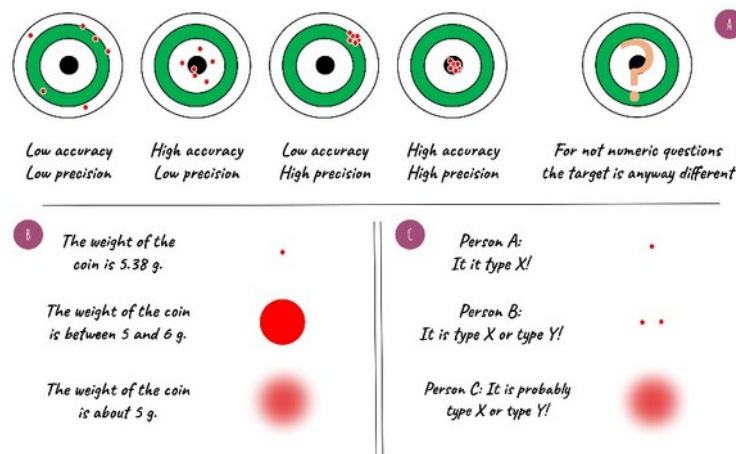 A
Low accuracy
Low precision
High accuracy
Low precision
Low accuracy
High precision
High accuracy
High precision
?
For not numeric questions
the target is anyway different
B
The weight of the
coin is 5.38 g.
The weight of the coin
is between 5 and 6 g.
The weight of the coin
is about 5 g.
C
Person A:
It it type X!
Person B:
It is type X or type Y!
Person C: It is probably
type X or type Y!